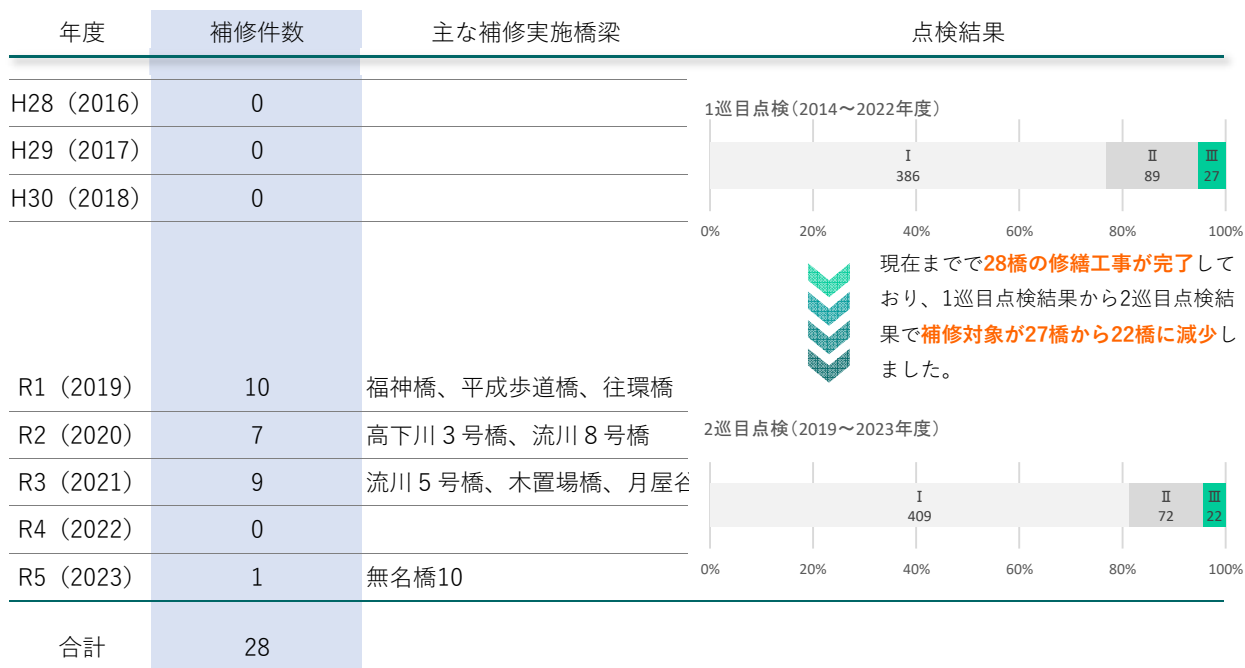 年度 補修件数 主な補修実施橋梁 点検結果
H28（2016） 0
H29（2017） 0
H30（2018） 0
R1（2019） 10 福神橋、平成歩道橋、往環橋
R2（2020） 7 高下川３号橋、流川８号橋
R3（2021） 9 流川５号橋、木置場橋、月屋谷
R4（2022） 0
R5（2023） 1 無名橋10
合計 28
1巡目点検（2014～2022年度）
Ⅰ Ⅱ Ⅲ
386 89 27
0% 20% 40% 60% 80% 100%
現在までで28橋の修繕工事が完了して
おり、1巡目点検結果から2巡目点検結
果で補修対象が27橋から22橋に減少し
ました。
2巡目点検（2019～2023年度）
Ⅰ Ⅱ Ⅲ
409 72 22
0% 20% 40% 60% 80% 100%